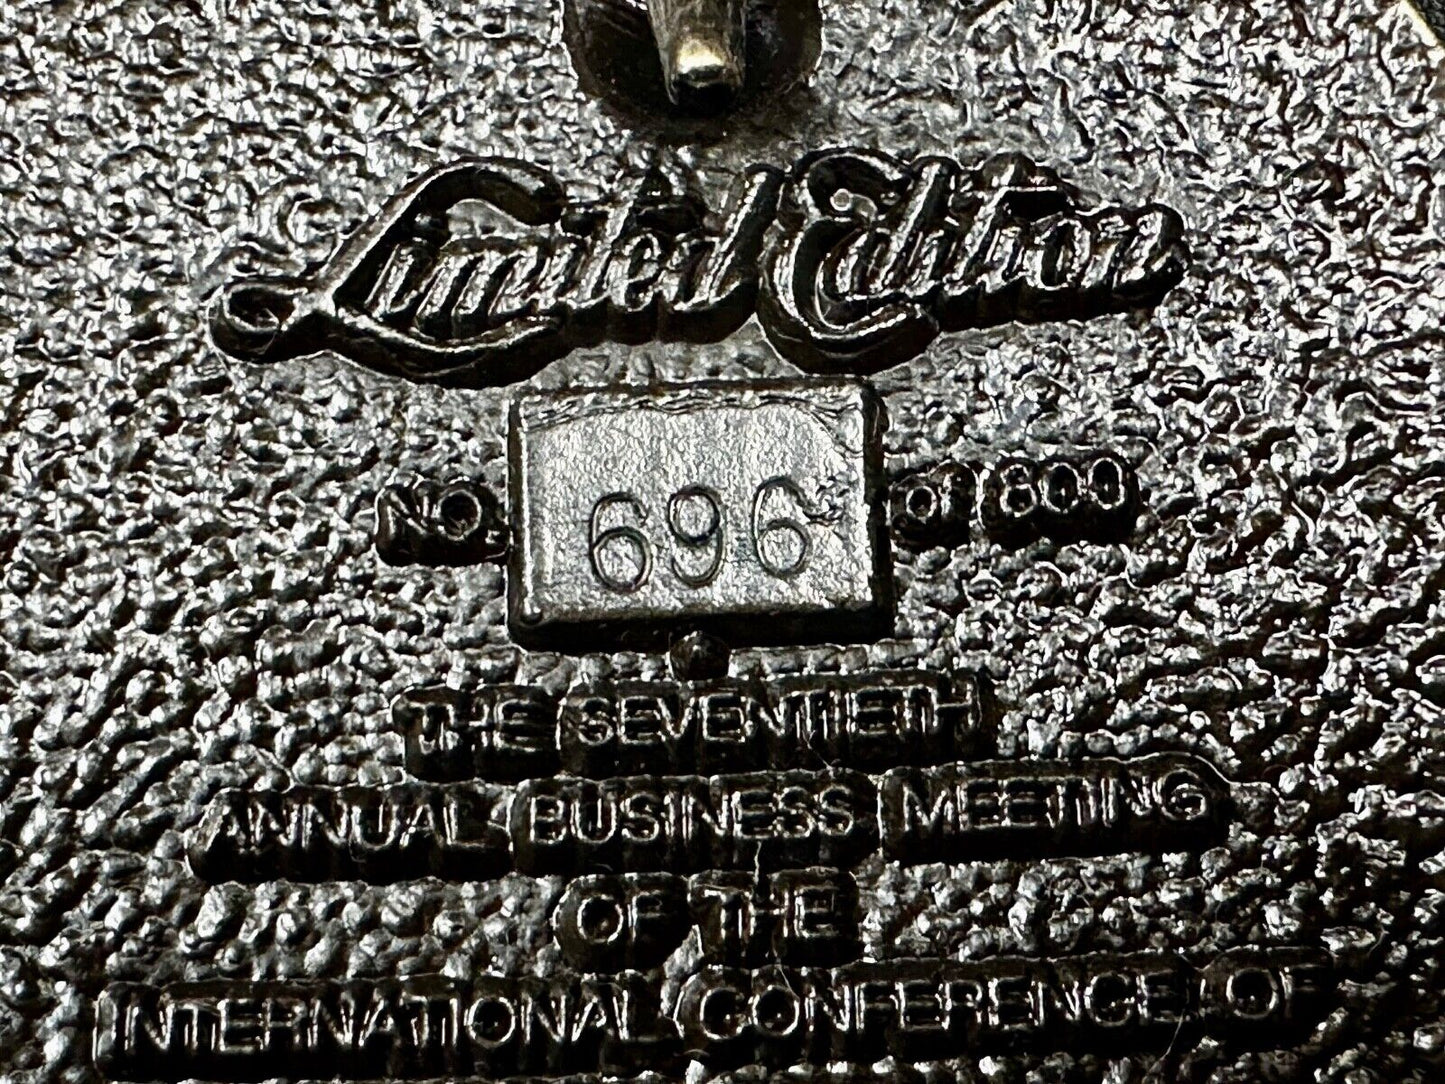 Limited Edition
NO. 696 of 800
THE SEVENTIETH
ANNUAL BUSINESS MEETING
OF THE
INTERNATIONAL CONFERENCE OF